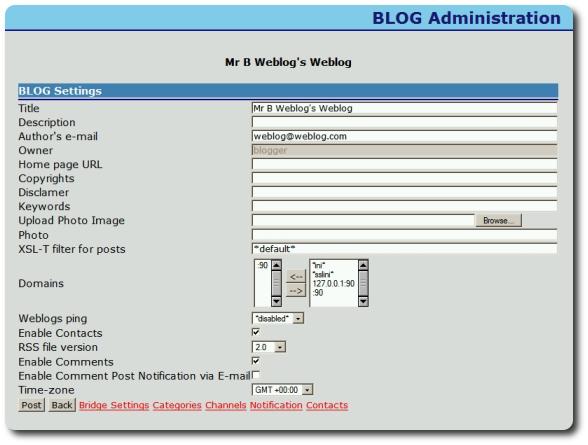 BLOG Administration
Mr B Weblog's Weblog
BLOG Settings
Title Mr B Weblog's Weblog
Description
Author's e-mail weblog@weblog.com
Owner blogger
Home page URL
Copyrights
Disclamer
Keywords
Upload Photo Image Browse...
Photo
XSL-T filter for posts *default*
Domains :90 <-- --> *ini*
*sslini*
127.0.0.1:90
:90
Weblogs ping *disabled*
Enable Contacts
RSS file version 2.0
Enable Comments
Enable Comment Post Notification via E-mail
Time-zone GMT +00:00
Post Back Bridge Settings Categories Channels Notification Contacts